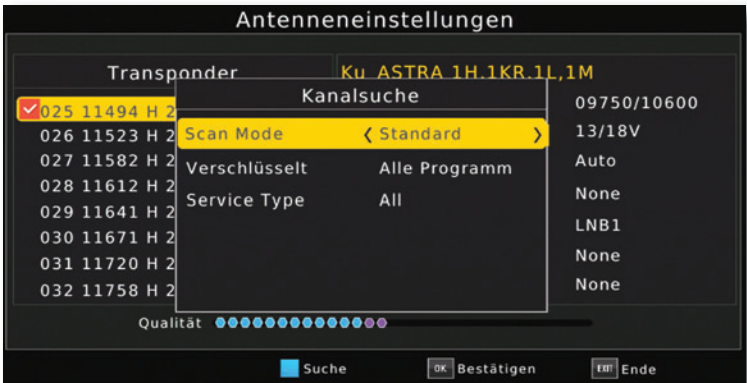 Antenneneinstellungen
Transponder
Ku ASTRA 1H,1KR,1L,1M
Kanalsuche
025 11494 H 2
026 11523 H 2
027 11582 H 2
028 11612 H 2
029 11641 H 2
030 11671 H 2
031 11720 H 2
032 11758 H 2
Scan Mode Standard
Verschlüsselt Alle Programm
Service Type All
09750/10600
13/18V
Auto
None
LNB1
None
None
Qualität
Suche OK Bestätigen EXIT Ende